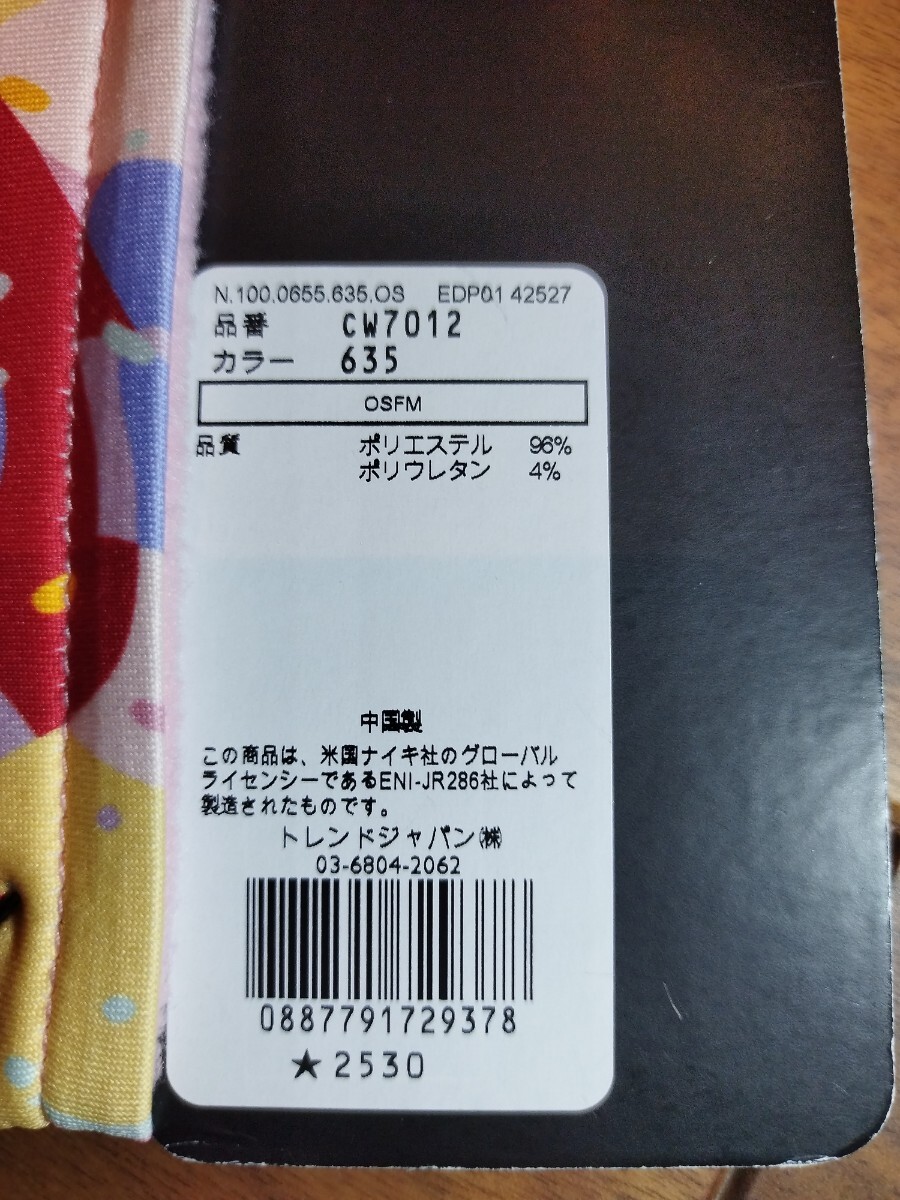 N.100.0655.635.OS EDP01 42527
品番 CW7012
カラー 635
OSFM
品質 ポリエステル 96%
ポリウレタン 4%
中国製
この商品は、米国ナイキ社のグローバル
ライセンシーであるENI-JR286社によって
製造されたものです。
トレンドジャパン㈱
03-6804-2062
0887791729378
★2530